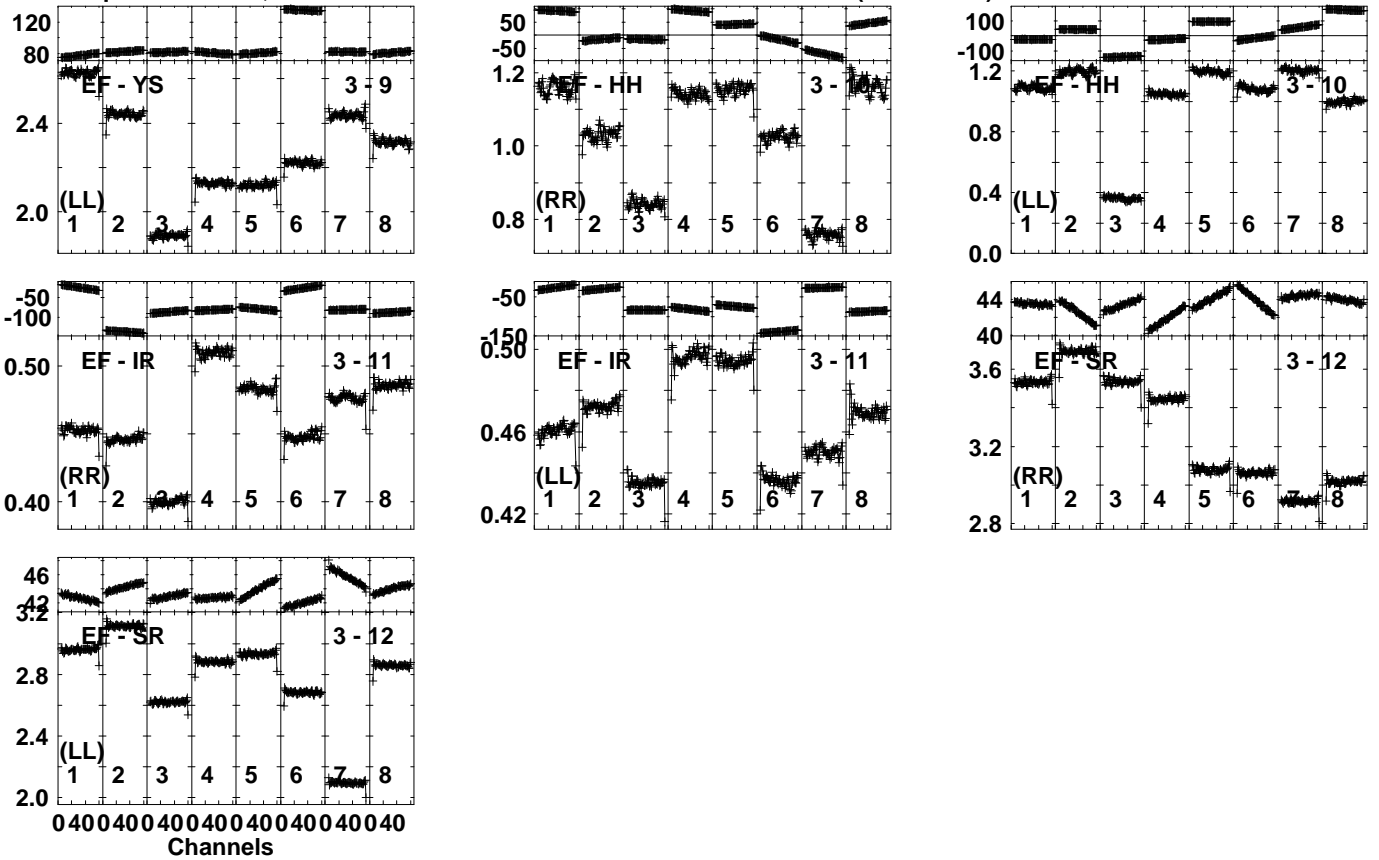 120
80
EF - YS 3 - 9
2.4
2.0
(LL)
1 2 3 4 5 6 7 8
50
-50
1.2
EF - HH 3 - 10
1.0
(RR)
0.8
1 2 3 4 5 6 7 8
100
-100
1.2
EF - HH 3 - 10
0.8
0.4
(LL)
0.0
1 2 3 4 5 6 7 8
-50
-100
EF - IR 3 - 11
0.50
(RR)
0.40
1 2 3 4 5 6 7 8
-50
-150
0.50
EF - IR 3 - 11
0.46
(LL)
0.42
1 2 3 4 5 6 7 8
44
40
EF - SR 3 - 12
3.6
3.2
(RR)
2.8
1 2 3 4 5 6 7 8
46
42
3.2
EF - SR 3 - 12
2.8
2.4
(LL)
2.0
1 2 3 4 5 6 7 8
0 40 0 40 0 40 0 40 0 40 0 40 0 40 0 40
Channels